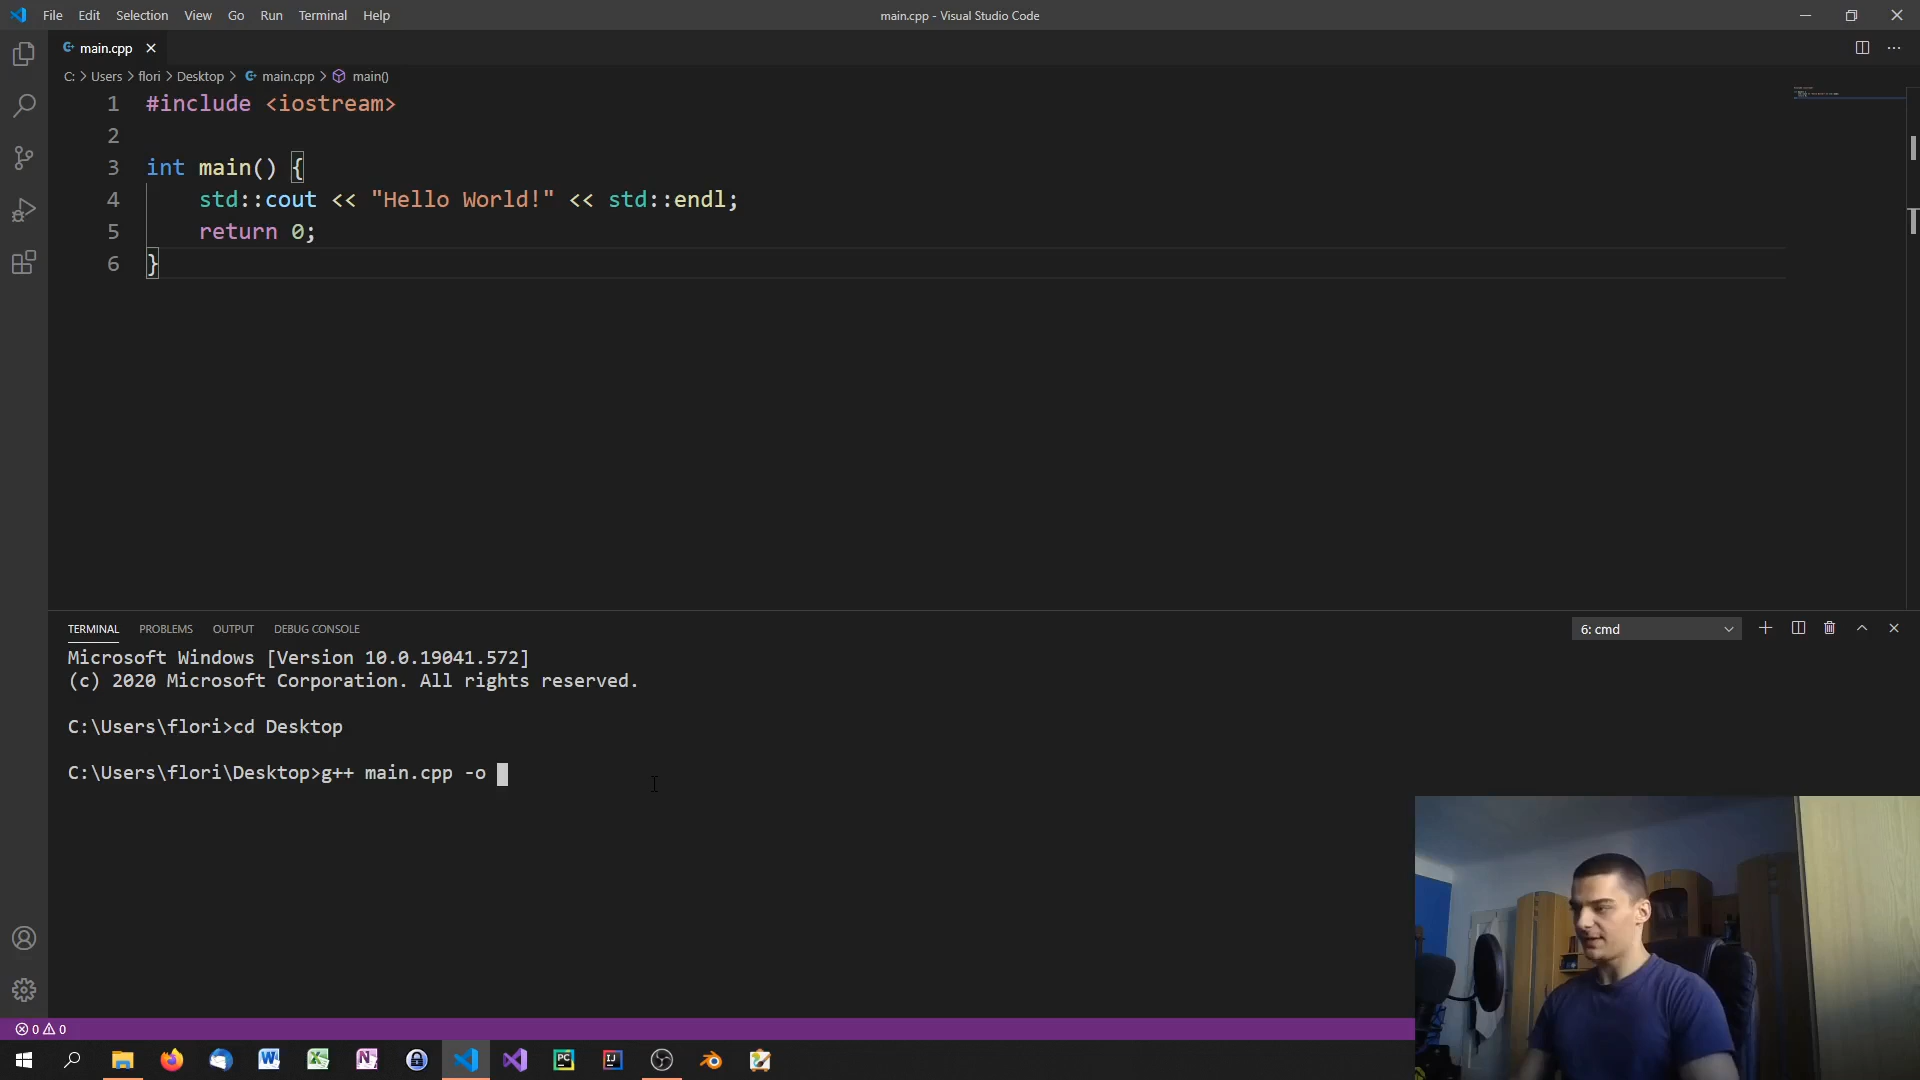 File Edit Selection View Go Run Terminal Help
main.cpp - Visual Studio Code
main.cpp
C: > Users > flori > Desktop > main.cpp > main()
1 #include <iostream>
2
3 int main() {
4 std::cout << "Hello World!" << std::endl;
5 return 0;
6 }
TERMINAL PROBLEMS OUTPUT DEBUG CONSOLE
6: cmd
Microsoft Windows [Version 10.0.19041.572]
(c) 2020 Microsoft Corporation. All rights reserved.
C:\Users\flori>cd Desktop
C:\Users\flori\Desktop>g++ main.cpp -o
0 0